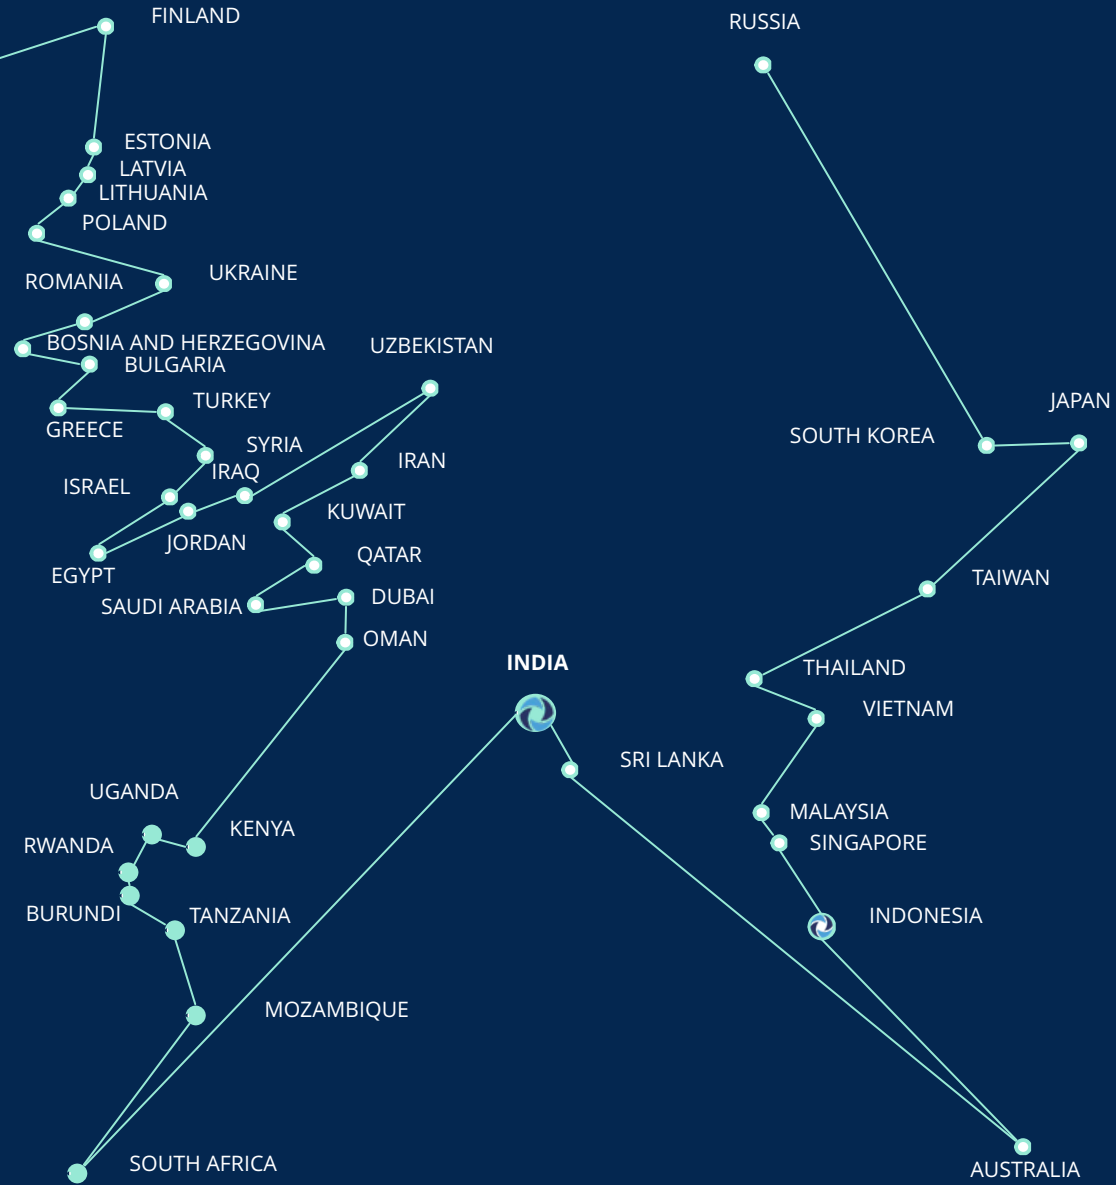 FINLAND
RUSSIA
ESTONIA
LATVIA
LITHUANIA
POLAND
UKRAINE
ROMANIA
BOSNIA AND HERZEGOVINA
UZBEKISTAN
BULGARIA
TURKEY
JAPAN
GREECE
SYRIA
SOUTH KOREA
IRAQ
IRAN
ISRAEL
KUWAIT
JORDAN
QATAR
EGYPT
TAIWAN
SAUDI ARABIA
DUBAI
OMAN
INDIA
THAILAND
VIETNAM
SRI LANKA
UGANDA
MALAYSIA
KENYA
SINGAPORE
RWANDA
BURUNDI
TANZANIA
INDONESIA
MOZAMBIQUE
SOUTH AFRICA
AUSTRALIA